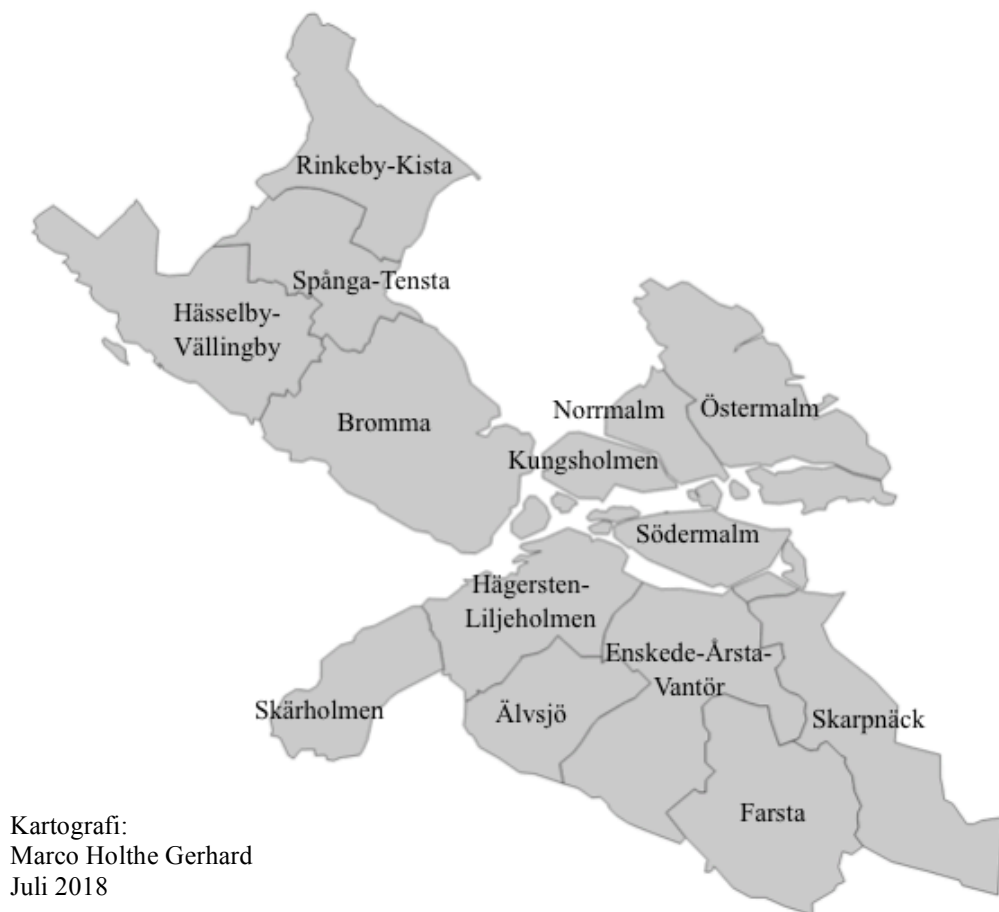 Rinkeby-Kista
Spånga-Tensta
Hässelby-
Vällingby
Bromma
Norrmalm
Östermalm
Kungsholmen
Södermalm
Hägersten-
Liljeholmen
Enskede-Årsta-
Vantör
Skärholmen
Älvsjö
Skarpnäck
Farsta
Kartografi:
Marco Holthe Gerhard
Juli 2018